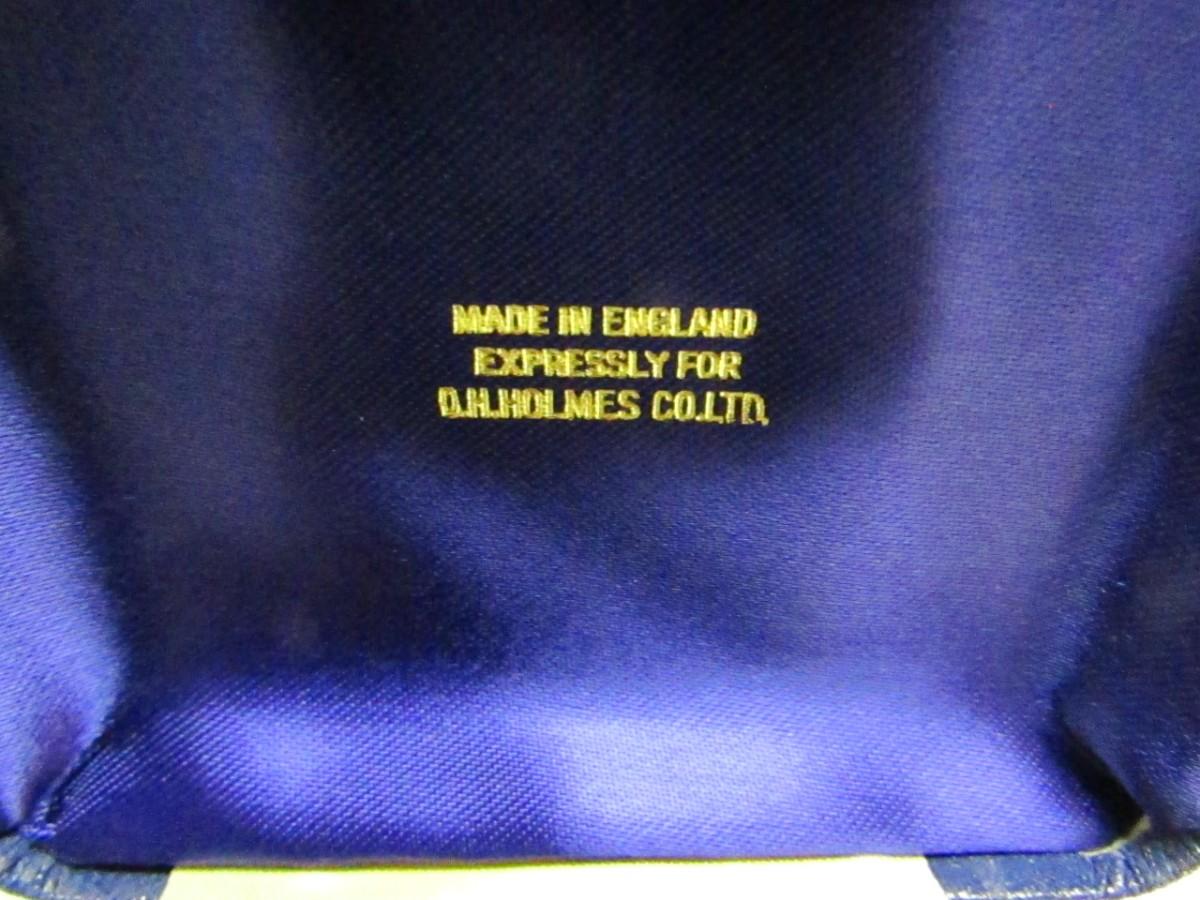 MADE IN ENGLAND
EXPRESSLY FOR
D.H.HOLMES CO.LTD,